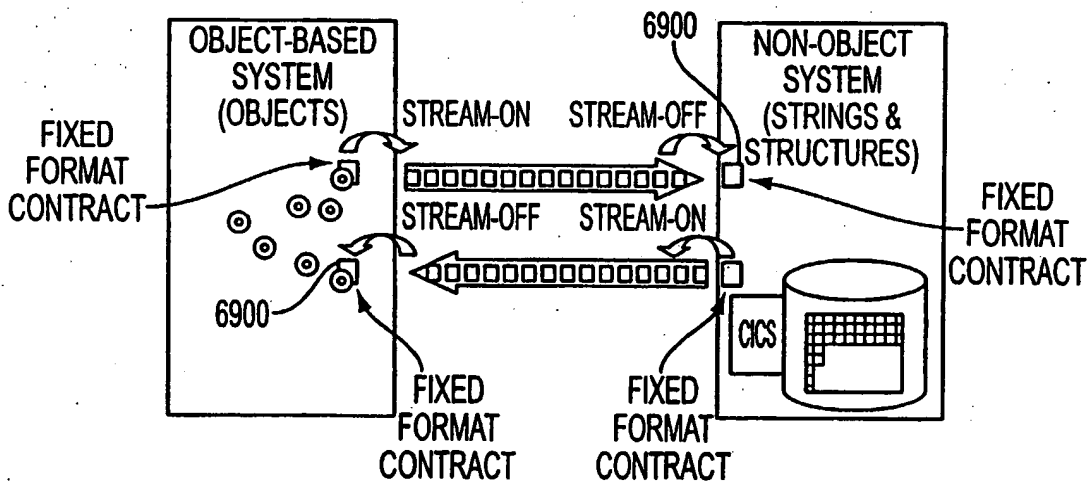 OBJECT-BASED
SYSTEM
(OBJECTS)
6900
NON-OBJECT
SYSTEM
(STRINGS &
STRUCTURES)
FIXED
FORMAT
CONTRACT
STREAM-ON
STREAM-OFF
STREAM-OFF
STREAM-ON
FIXED
FORMAT
CONTRACT
6900
CICS
FIXED
FORMAT
CONTRACT
FIXED
FORMAT
CONTRACT